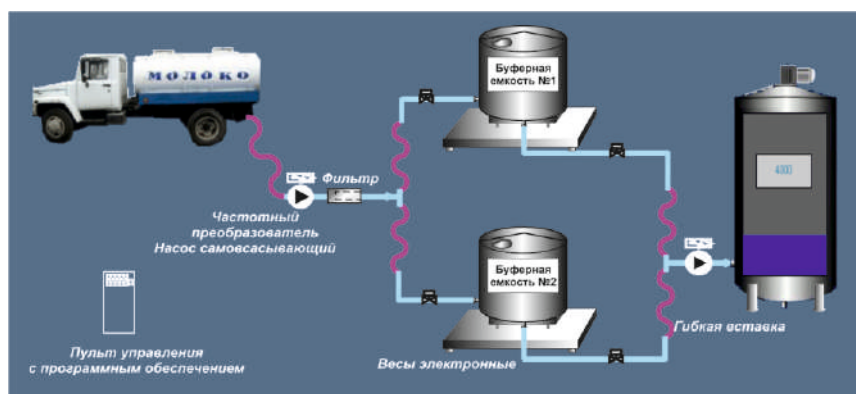 МОЛОКО
Буферная
емкость №1
4000
Фильтр
Частотный
преобразователь
Насос самовсасывающий
Буферная
емкость №2
Гибкая вставка
Весы электронные
Пульт управления
с программным обеспечением